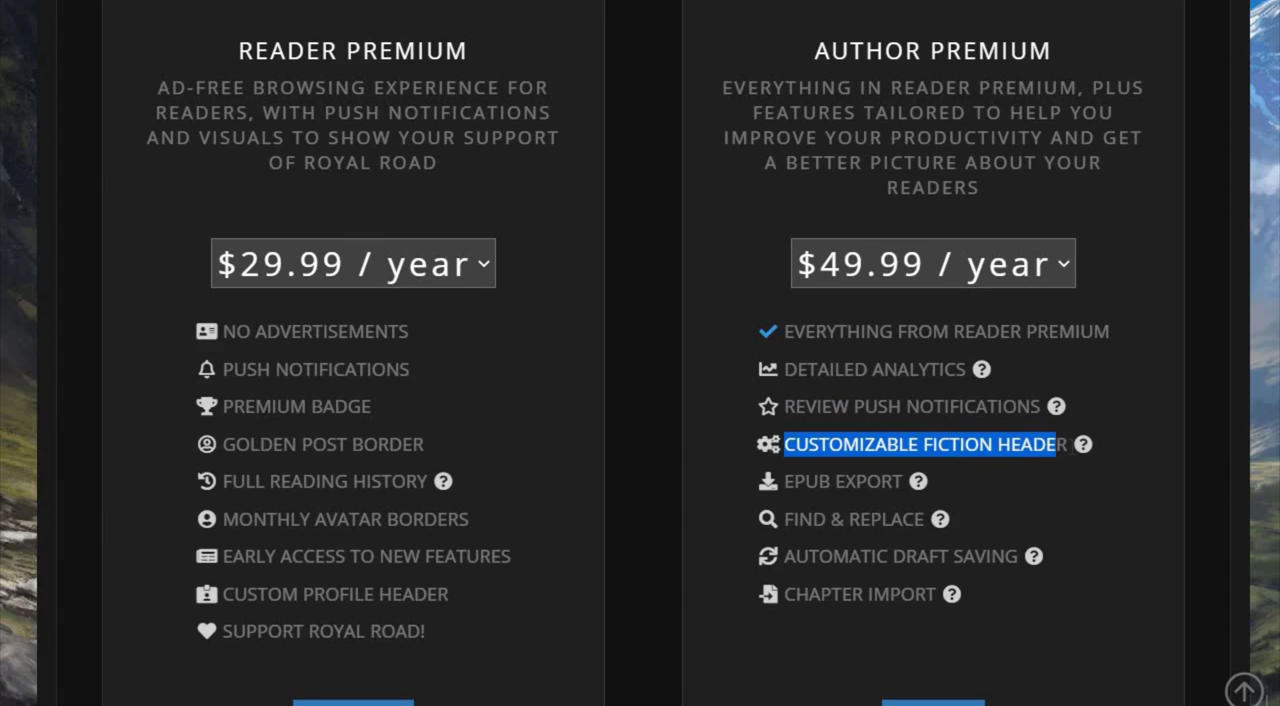 READER PREMIUM
AD-FREE BROWSING EXPERIENCE FOR
READERS, WITH PUSH NOTIFICATIONS
AND VISUALS TO SHOW YOUR SUPPORT
OF ROYAL ROAD
$29.99 / year
NO ADVERTISEMENTS
PUSH NOTIFICATIONS
PREMIUM BADGE
GOLDEN POST BORDER
FULL READING HISTORY
MONTHLY AVATAR BORDERS
EARLY ACCESS TO NEW FEATURES
CUSTOM PROFILE HEADER
SUPPORT ROYAL ROAD!
AUTHOR PREMIUM
EVERYTHING IN READER PREMIUM, PLUS
FEATURES TAILORED TO HELP YOU
IMPROVE YOUR PRODUCTIVITY AND GET
A BETTER PICTURE ABOUT YOUR
READERS
$49.99 / year
EVERYTHING FROM READER PREMIUM
DETAILED ANALYTICS
REVIEW PUSH NOTIFICATIONS
CUSTOMIZABLE FICTION HEADER
EPUB EXPORT
FIND & REPLACE
AUTOMATIC DRAFT SAVING
CHAPTER IMPORT